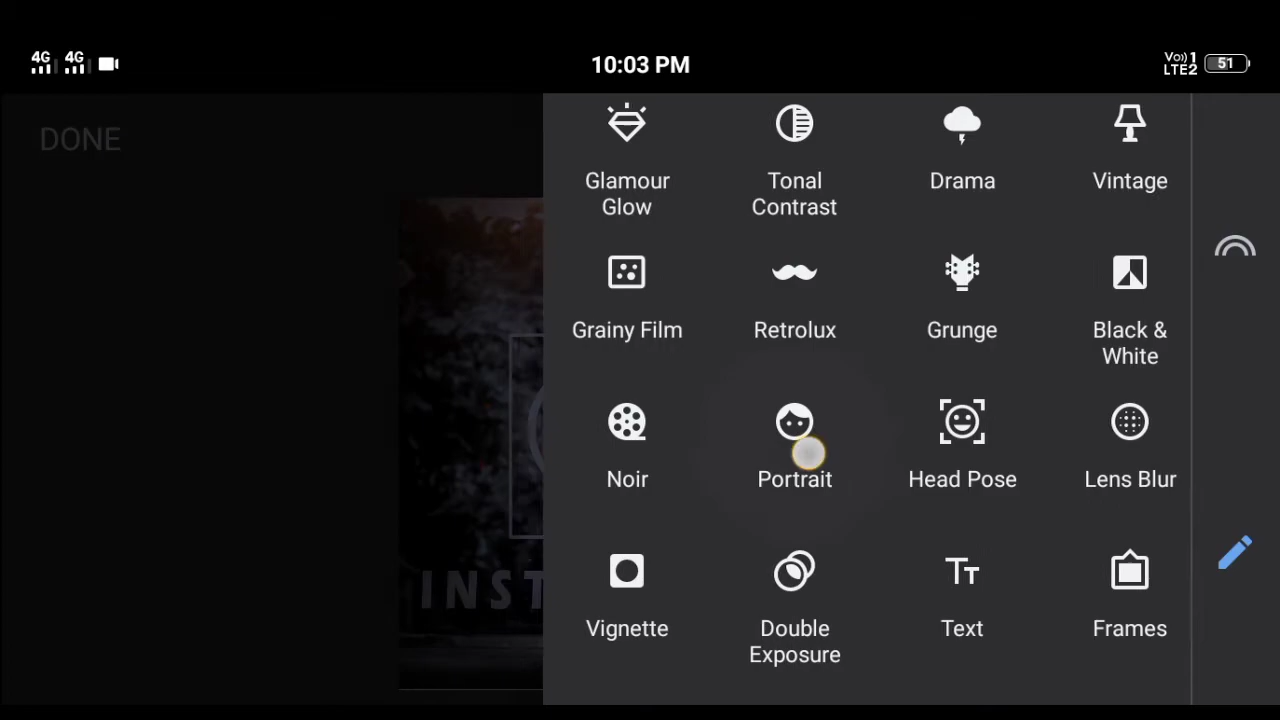 4G 4G
10:03 PM
Vo)) 1
LTE2
51
DONE
Glamour
Glow
Tonal
Contrast
Drama
Vintage
Grainy Film
Retrolux
Grunge
Black &
White
Noir
Portrait
Head Pose
Lens Blur
INST
Vignette
Double
Exposure
Text
Frames